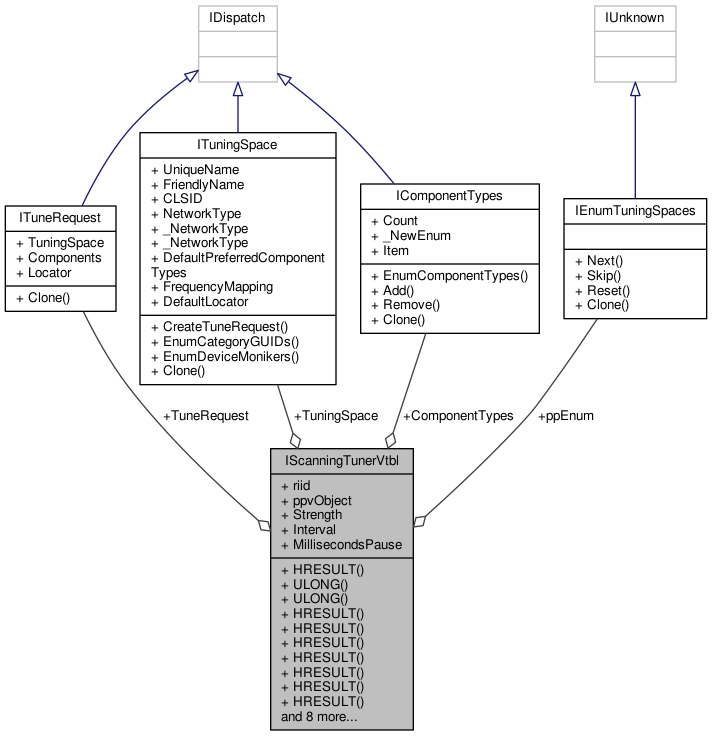 IDispatch
IUnknown
ITuningSpace
+ UniqueName
+ FriendlyName
+ CLSID
+ NetworkType
+ _NetworkType
+ _NetworkType
+ DefaultPreferredComponent
Types
+ FrequencyMapping
+ DefaultLocator
+ CreateTuneRequest()
+ EnumCategoryGUIDs()
+ EnumDeviceMonikers()
+ Clone()
IComponentTypes
+ Count
+ _NewEnum
+ Item
+ EnumComponentTypes()
+ Add()
+ Remove()
+ Clone()
IEnumTuningSpaces
+ Next()
+ Skip()
+ Reset()
+ Clone()
ITuneRequest
+ TuningSpace
+ Components
+ Locator
+ Clone()
+TuneRequest
+TuningSpace
+ComponentTypes
+ppEnum
IScanningTunerVtbl
+ riid
+ ppvObject
+ Strength
+ Interval
+ MillisecondsPause
+ HRESULT()
+ ULONG()
+ ULONG()
+ HRESULT()
+ HRESULT()
+ HRESULT()
+ HRESULT()
+ HRESULT()
+ HRESULT()
+ HRESULT()
and 8 more...